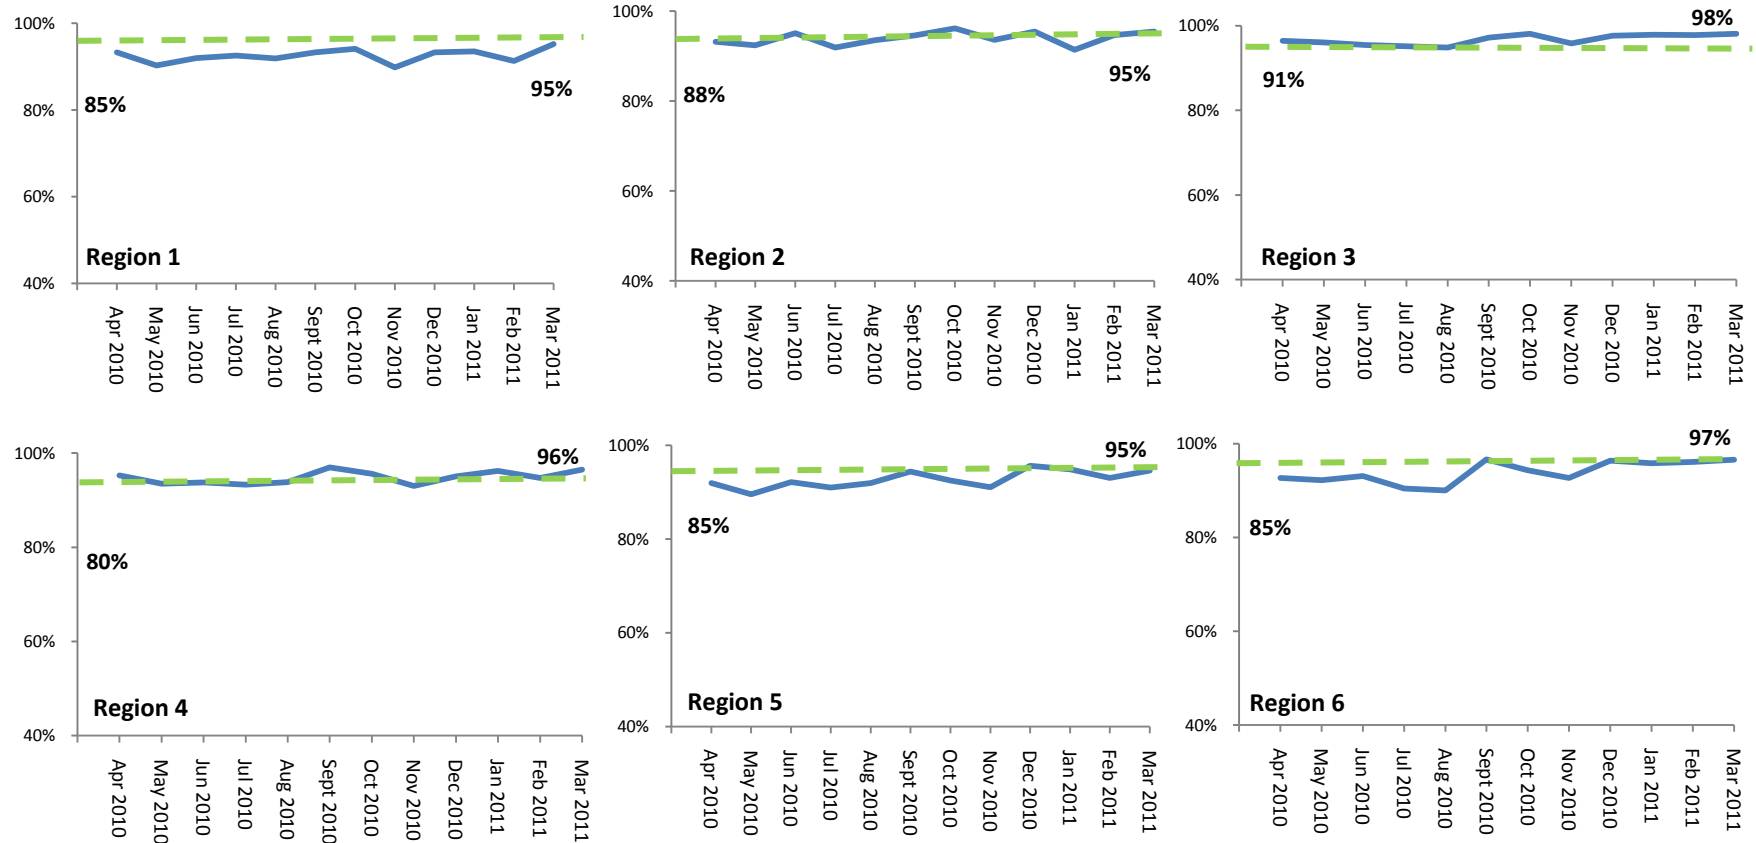 100%
80%
60%
40%
85%
95%
Region 1
Apr 2010
May 2010
Jun 2010
Jul 2010
Aug 2010
Sept 2010
Oct 2010
Nov 2010
Dec 2010
Jan 2011
Feb 2011
Mar 2011
100%
80%
60%
40%
88%
95%
Region 2
Apr 2010
May 2010
Jun 2010
Jul 2010
Aug 2010
Sept 2010
Oct 2010
Nov 2010
Dec 2010
Jan 2011
Feb 2011
Mar 2011
100%
80%
60%
40%
91%
98%
Region 3
Apr 2010
May 2010
Jun 2010
Jul 2010
Aug 2010
Sept 2010
Oct 2010
Nov 2010
Dec 2010
Jan 2011
Feb 2011
Mar 2011
100%
80%
60%
40%
80%
96%
Region 4
Apr 2010
May 2010
Jun 2010
Jul 2010
Aug 2010
Sept 2010
Oct 2010
Nov 2010
Dec 2010
Jan 2011
Feb 2011
Mar 2011
100%
80%
60%
40%
85%
95%
Region 5
Apr 2010
May 2010
Jun 2010
Jul 2010
Aug 2010
Sept 2010
Oct 2010
Nov 2010
Dec 2010
Jan 2011
Feb 2011
Mar 2011
100%
80%
60%
40%
85%
97%
Region 6
Apr 2010
May 2010
Jun 2010
Jul 2010
Aug 2010
Sept 2010
Oct 2010
Nov 2010
Dec 2010
Jan 2011
Feb 2011
Mar 2011